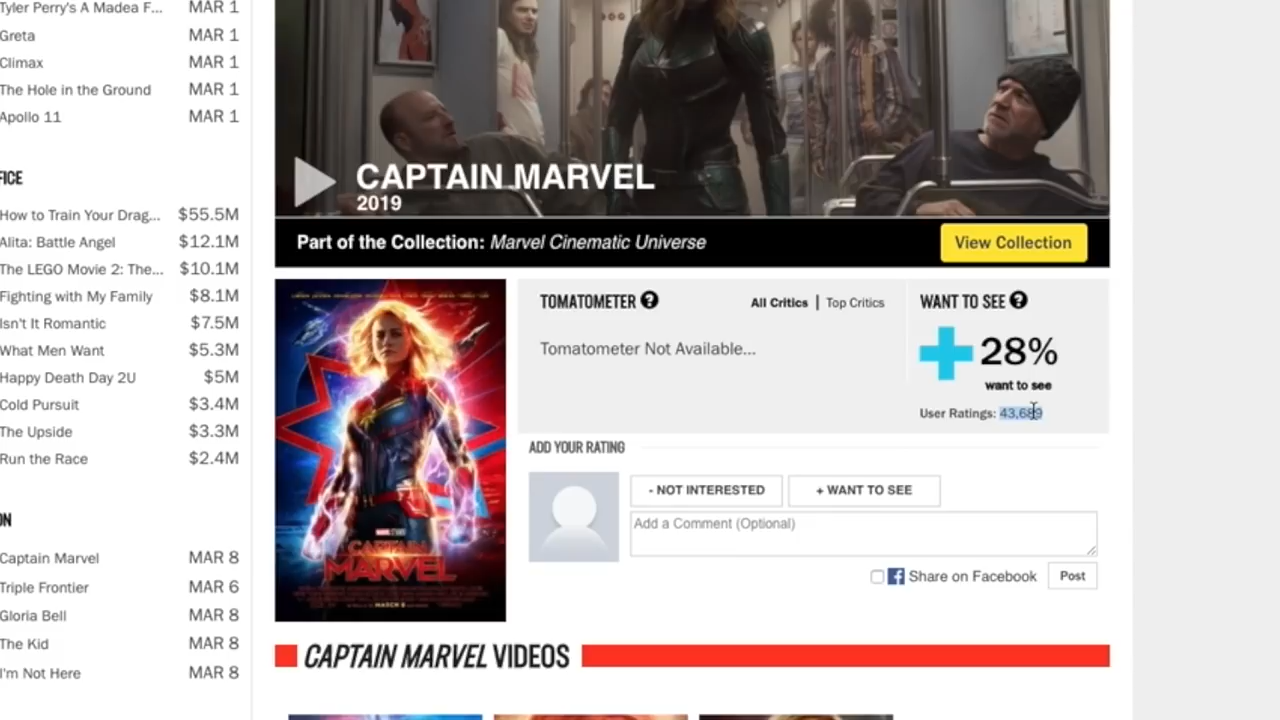 Tyler Perry's A Madea F... MAR 1
Greta MAR 1
Climax MAR 1
The Hole in the Ground MAR 1
Apollo 11 MAR 1
FICE
How to Train Your Drag... $55.5M
Alita: Battle Angel $12.1M
The LEGO Movie 2: The... $10.1M
Fighting with My Family $8.1M
Isn't It Romantic $7.5M
What Men Want $5.3M
Happy Death Day 2U $5M
Cold Pursuit $3.4M
The Upside $3.3M
Run the Race $2.4M
ON
Captain Marvel MAR 8
Triple Frontier MAR 6
Gloria Bell MAR 8
The Kid MAR 8
I'm Not Here MAR 8
CAPTAIN MARVEL
2019
Part of the Collection: Marvel Cinematic Universe
View Collection
CAPTAIN
MARVEL
MARCH 8
TOMATOMETER ?
All Critics | Top Critics
Tomatometer Not Available...
WANT TO SEE ?
28%
want to see
User Ratings: 43,689
ADD YOUR RATING
- NOT INTERESTED
+ WANT TO SEE
Add a Comment (Optional)
Share on Facebook
Post
CAPTAIN MARVEL VIDEOS